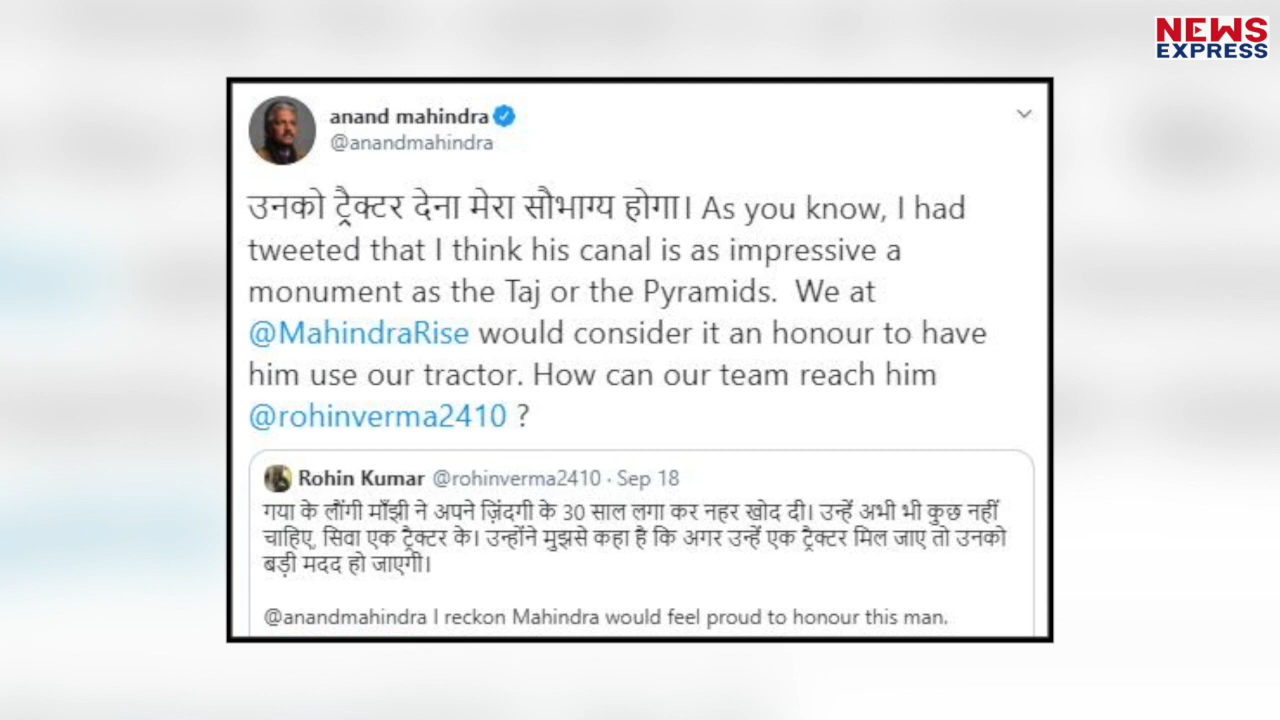 NEWS
EXPRESS
anand mahindra
@anandmahindra
उनको ट्रैक्टर देना मेरा सौभाग्य होगा। As you know, I had
tweeted that I think his canal is as impressive a
monument as the Taj or the Pyramids.  We at
@MahindraRise would consider it an honour to have
him use our tractor. How can our team reach him
@rohinverma2410 ?
Rohin Kumar @rohinverma2410 · Sep 18
गया के लौंगी माँझी ने अपने ज़िंदगी के 30 साल लगा कर नहर खोद दी। उन्हें अभी भी कुछ नहीं
चाहिए, सिवा एक ट्रैक्टर के। उन्होंने मुझसे कहा है कि अगर उन्हें एक ट्रैक्टर मिल जाए तो उनको
बड़ी मदद हो जाएगी।
@anandmahindra I reckon Mahindra would feel proud to honour this man.